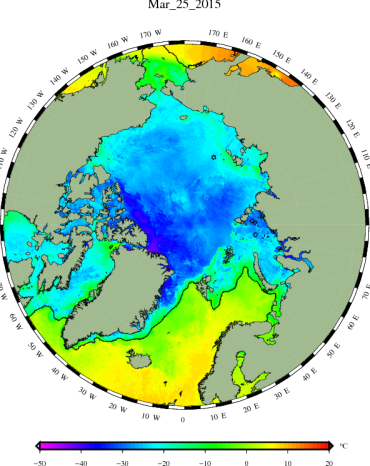 Mar_25_2015
170 W
170 E
160 W
160 E
150 W
150 E
140 W
140 E
130 W
130 E
120 W
120 E
110 E
70 E
60 W
60 E
50 W
50 E
40 W
40 E
30 W
30 E
20 W
20 E
10 W
0
10 E
°C
−50 −40 −30 −20 −10 0 10 20